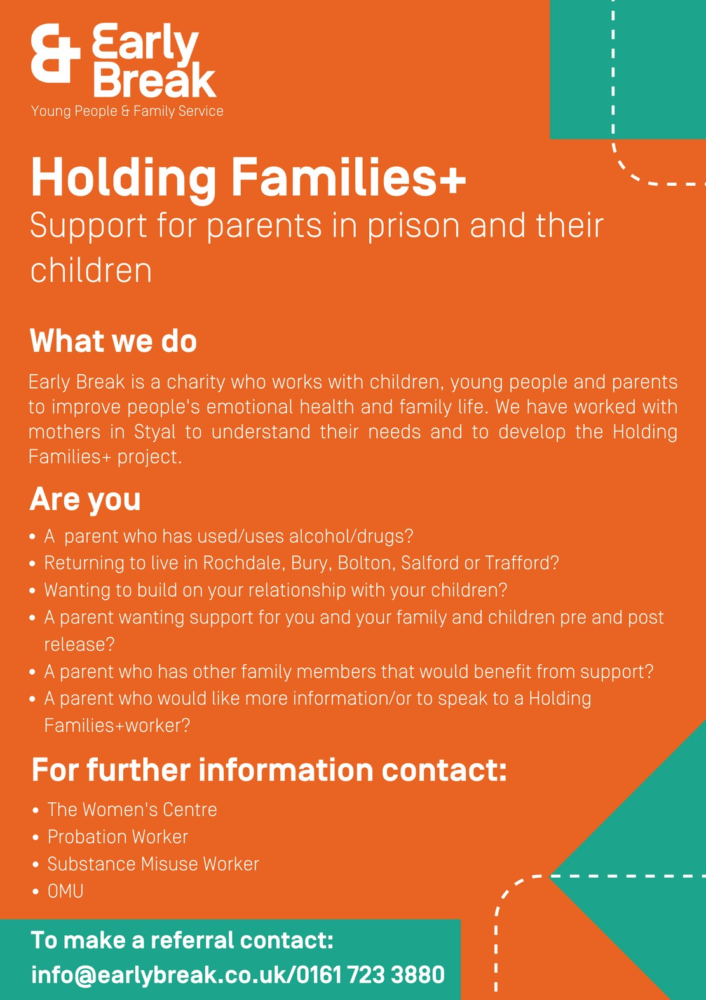 & Early
Break
Young People & Family Service
Holding Families+
Support for parents in prison and their
children
What we do
Early Break is a charity who works with children, young people and parents
to improve people's emotional health and family life. We have worked with
mothers in Styal to understand their needs and to develop the Holding
Families+ project.
Are you
• A parent who has used/uses alcohol/drugs?
• Returning to live in Rochdale, Bury, Bolton, Salford or Trafford?
• Wanting to build on your relationship with your children?
• A parent wanting support for you and your family and children pre and post
release?
• A parent who has other family members that would benefit from support?
• A parent who would like more information/or to speak to a Holding
Families+worker?
For further information contact:
• The Women's Centre
• Probation Worker
• Substance Misuse Worker
• OMU
To make a referral contact:
info@earlybreak.co.uk/0161 723 3880